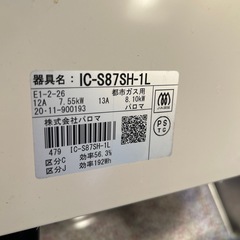 器具名：IC-S87SH-1L
E1-2-26 都市ガス用
12A 7.55kW 13A 8.10kW
20・11-900193 パロマ
株式会社パロマ
479 IC-S87SH-1L
区分C 効率56.3%
区分J 効率192Wh
PS
TG